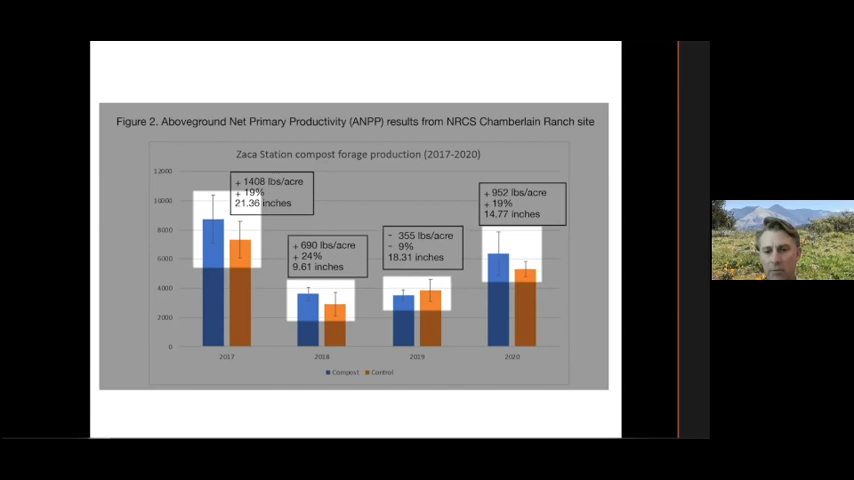 Figure 2. Aboveground Net Primary Productivity (ANPP) results from NRCS Chamberlain Ranch site
Zaca Station compost forage production (2017-2020)
12000
10000
8000
6000
4000
2000
0
+ 1408 lbs/acre
+ 19%
21.36 inches
+ 690 lbs/acre
+ 24%
9.61 inches
- 355 lbs/acre
- 9%
18.31 inches
+ 952 lbs/acre
+ 19%
14.77 inches
2017 2018 2019 2020
Compost Control